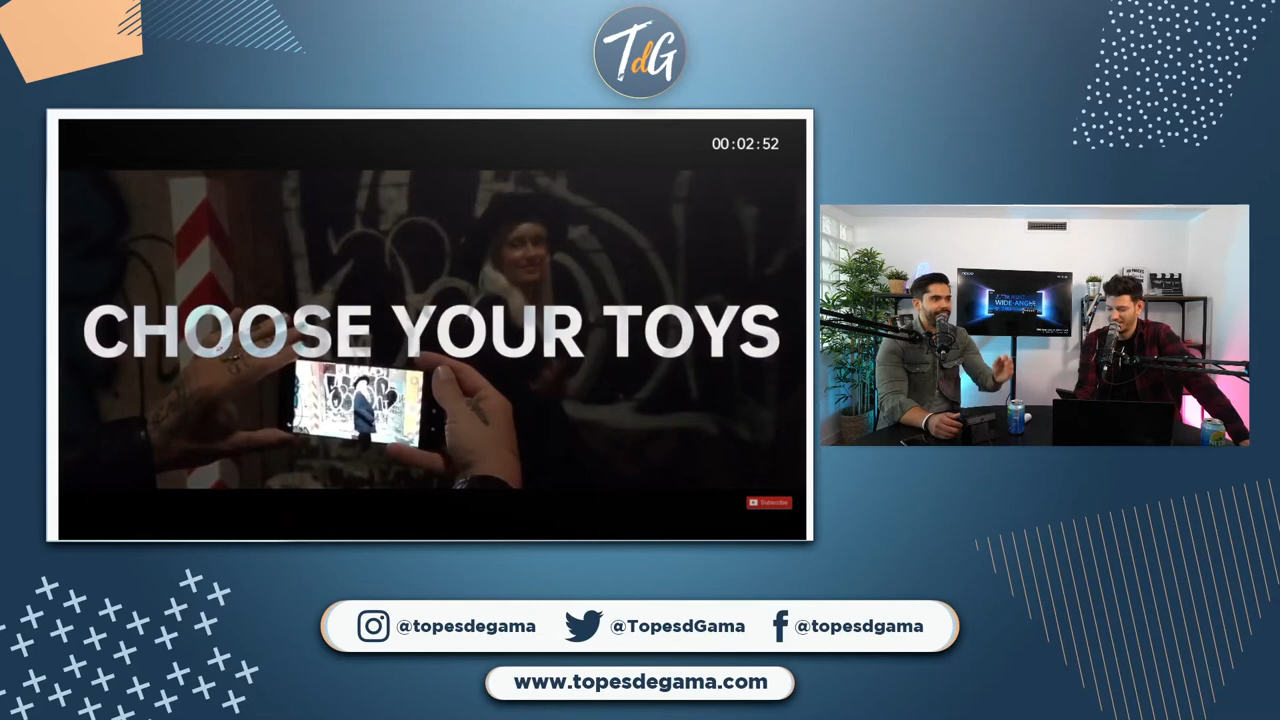 TdG
00:02:52
CHOOSE YOUR TOYS
Subscribe
WIDE-ANGLE
@topesdegama @TopesdGama @topesdgama
www.topesdegama.com